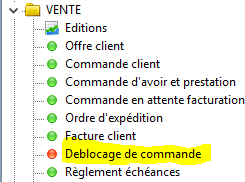 VENTE
Editions
Offre client
Commande client
Commande d'avoir et prestation
Commande en attente facturation
Ordre d'expédition
Facture client
Deblocage de commande
Règlement échéances